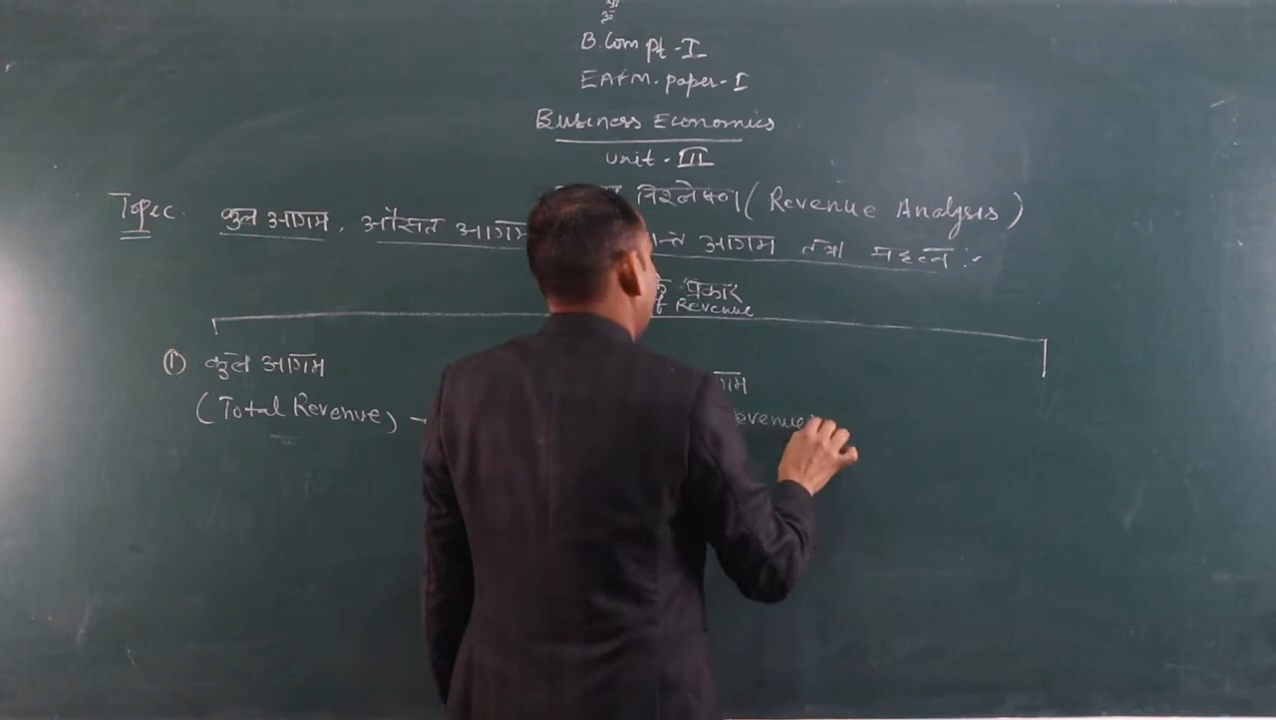 B.Com pt-I
EAFM. paper-I
Business Economics
unit-III
विश्लेषण (Revenue Analysis)
Topic. कुल आगम, औसत आगम आगम तथा महत्व :-
के प्रकार
of Revenue
① कुल आगम
(Total Revenue) -